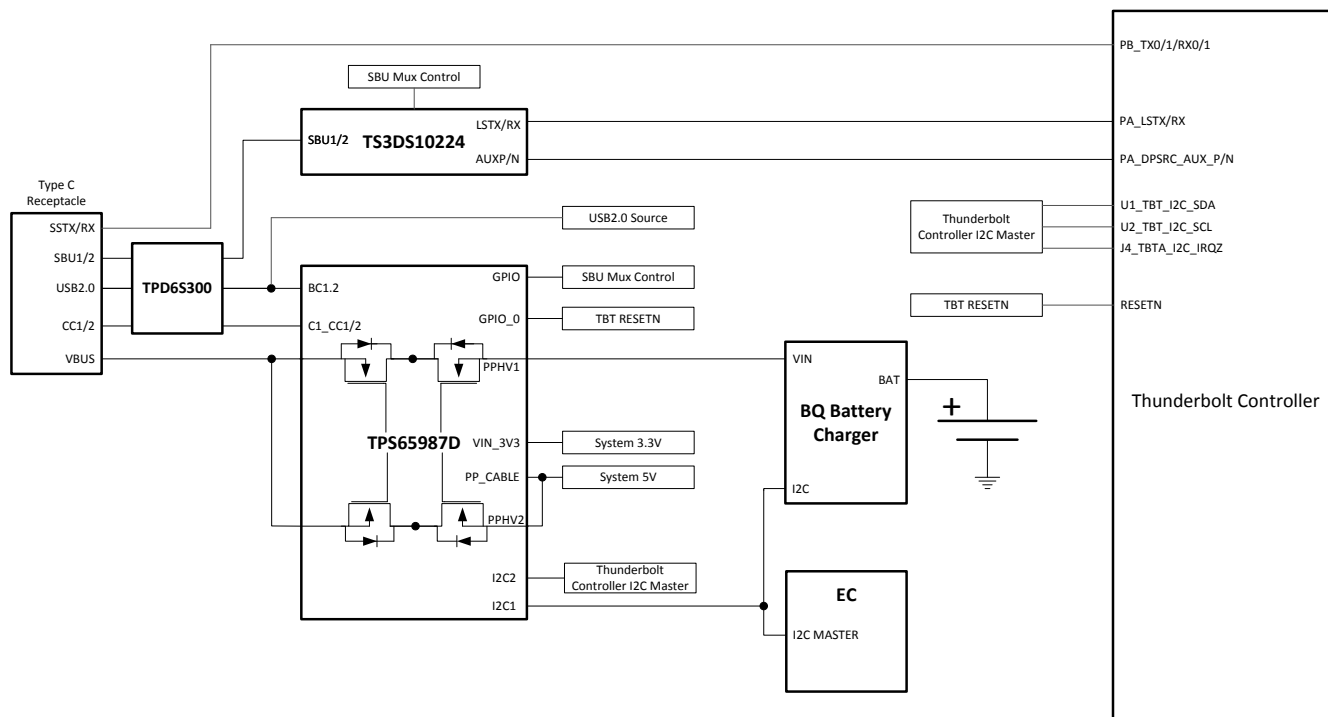 PB_TX0/1/RX0/1
SBU Mux Control
SBU1/2
TS3DS10224
LSTX/RX
AUXP/N
PA_LSTX/RX
PA_DPSRC_AUX_P/N
Type C
Receptacle
SSTX/RX
SBU1/2
USB2.0
CC1/2
VBUS
TPD6S300
USB2.0 Source
Thunderbolt
Controller I2C Master
U1_TBT_I2C_SDA
U2_TBT_I2C_SCL
J4_TBTA_I2C_IRQZ
BC1.2
C1_CC1/2
GPIO
SBU Mux Control
GPIO_0
TBT RESETN
TBT RESETN
RESETN
PPHV1
TPS65987D
VIN_3V3
System 3.3V
PP_CABLE
System 5V
PPHV2
I2C2
Thunderbolt
Controller I2C Master
I2C1
VIN
BAT
BQ Battery
Charger
I2C
+
Thunderbolt Controller
EC
I2C MASTER